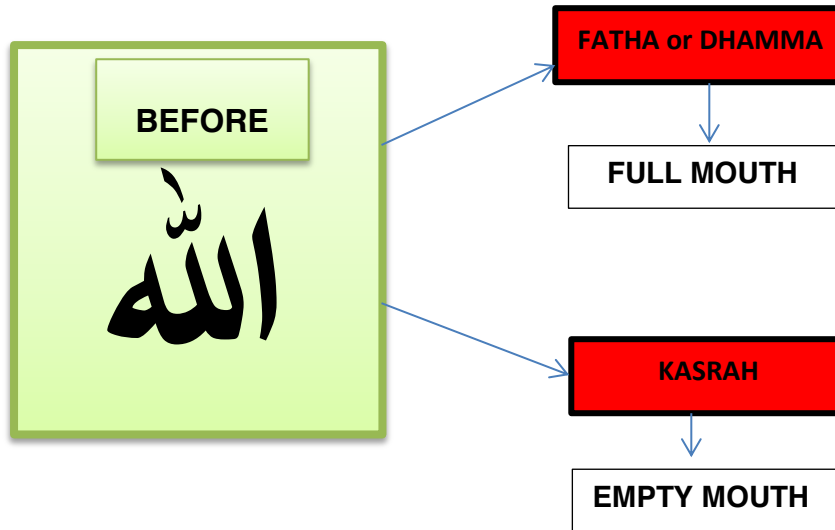 BEFORE
الله
FATHA or DHAMMA
FULL MOUTH
KASRAH
EMPTY MOUTH